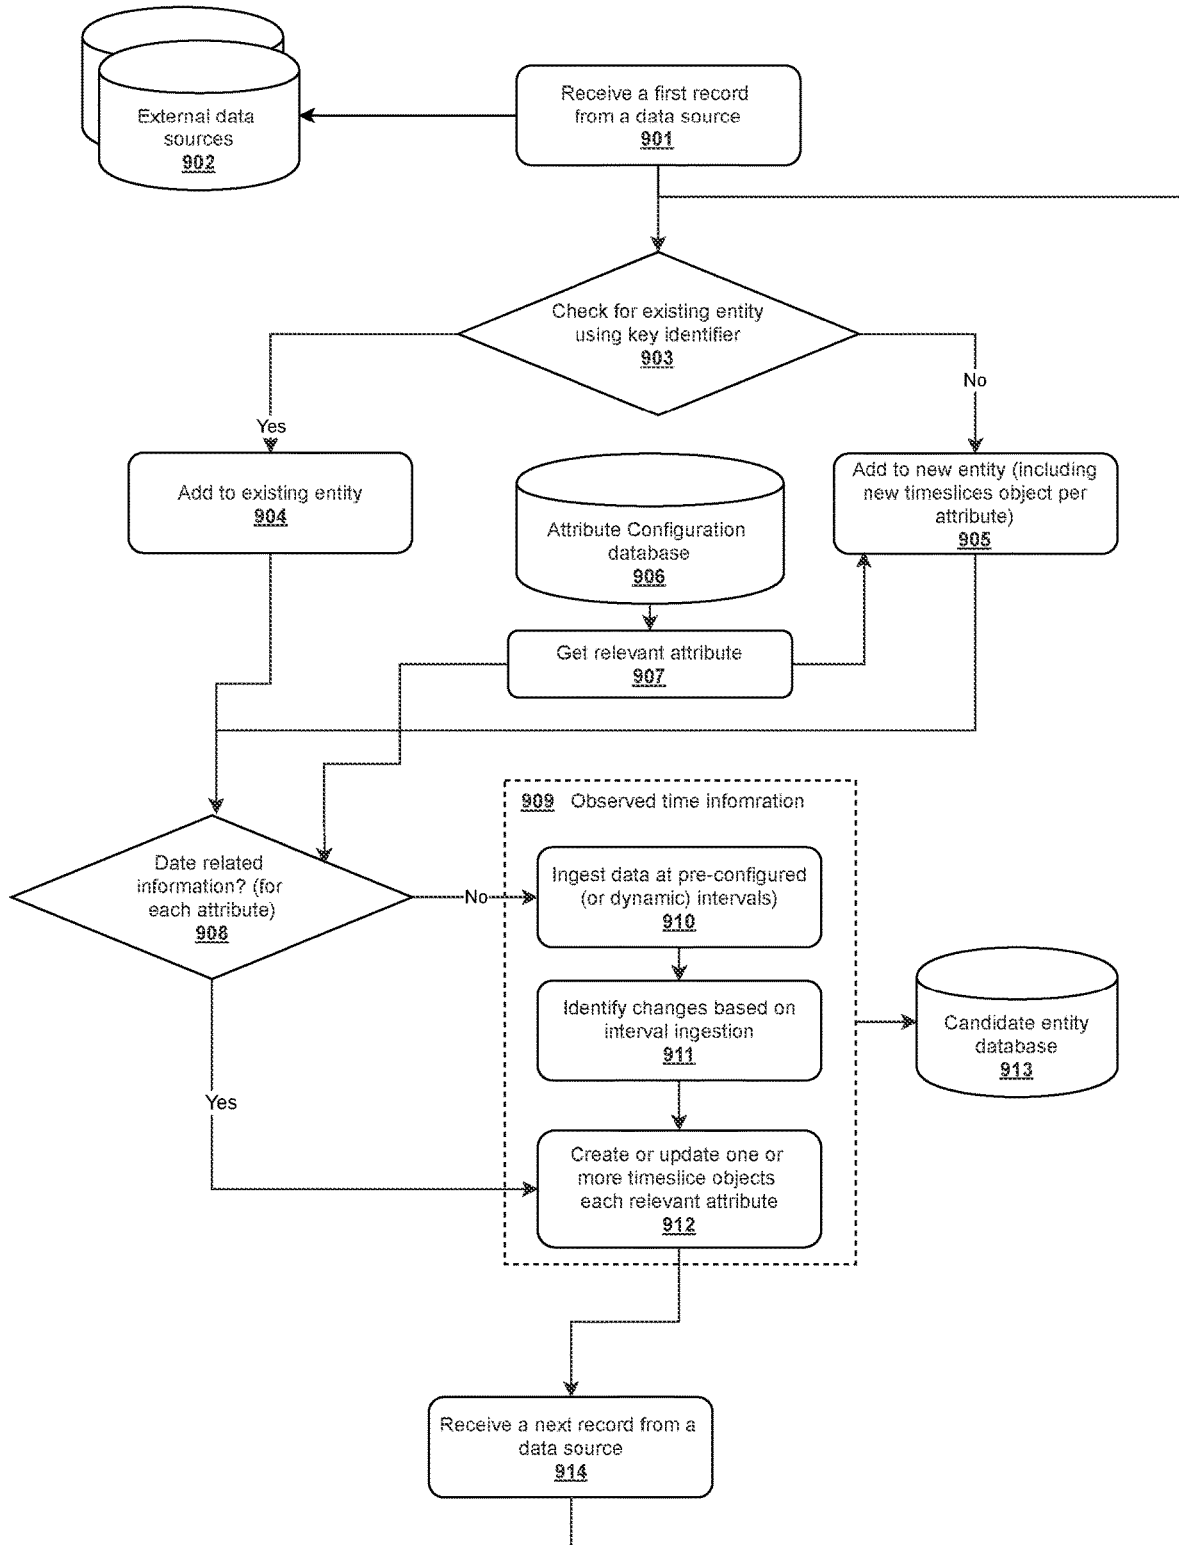 External data
sources
902
Receive a first record
from a data source
901
Check for existing entity
using key identifier
903
Yes
No
Add to existing entity
904
Attribute Configuration
database
906
Add to new entity (including
new timeslices object per
attribute)
905
Get relevant attribute
907
909 Observed time infomration
Date related
information? (for
each attribute)
908
No
Ingest data at pre-configured
(or dynamic) intervals)
910
Identify changes based on
interval ingestion
911
Candidate entity
database
913
Yes
Create or update one or
more timeslice objects
each relevant attribute
912
Receive a next record from a
data source
914